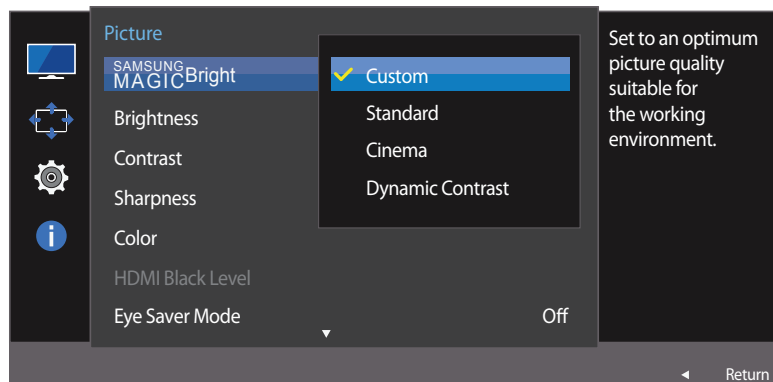 Picture
SAMSUNG
MAGICBright
Brightness
Contrast
Sharpness
Color
HDMI Black Level
Eye Saver Mode Off
Custom
Standard
Cinema
Dynamic Contrast
Set to an optimum
picture quality
suitable for
the working
environment.
Return